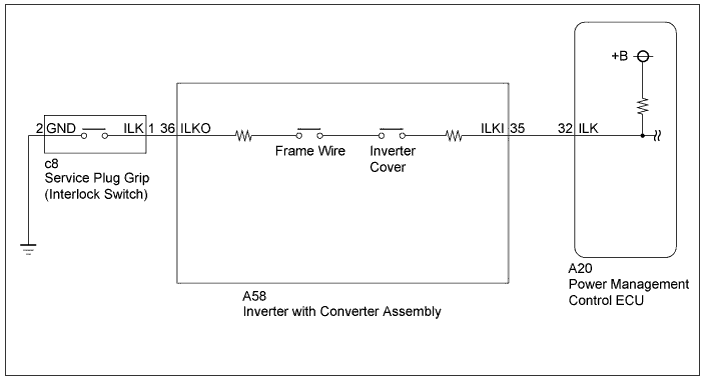 +B
2 GND ILK 1 36 ILKO ILKI 35 32 ILK
Frame Wire
Inverter
Cover
c8
Service Plug Grip
(Interlock Switch)
A58
Inverter with Converter Assembly
A20
Power Management
Control ECU